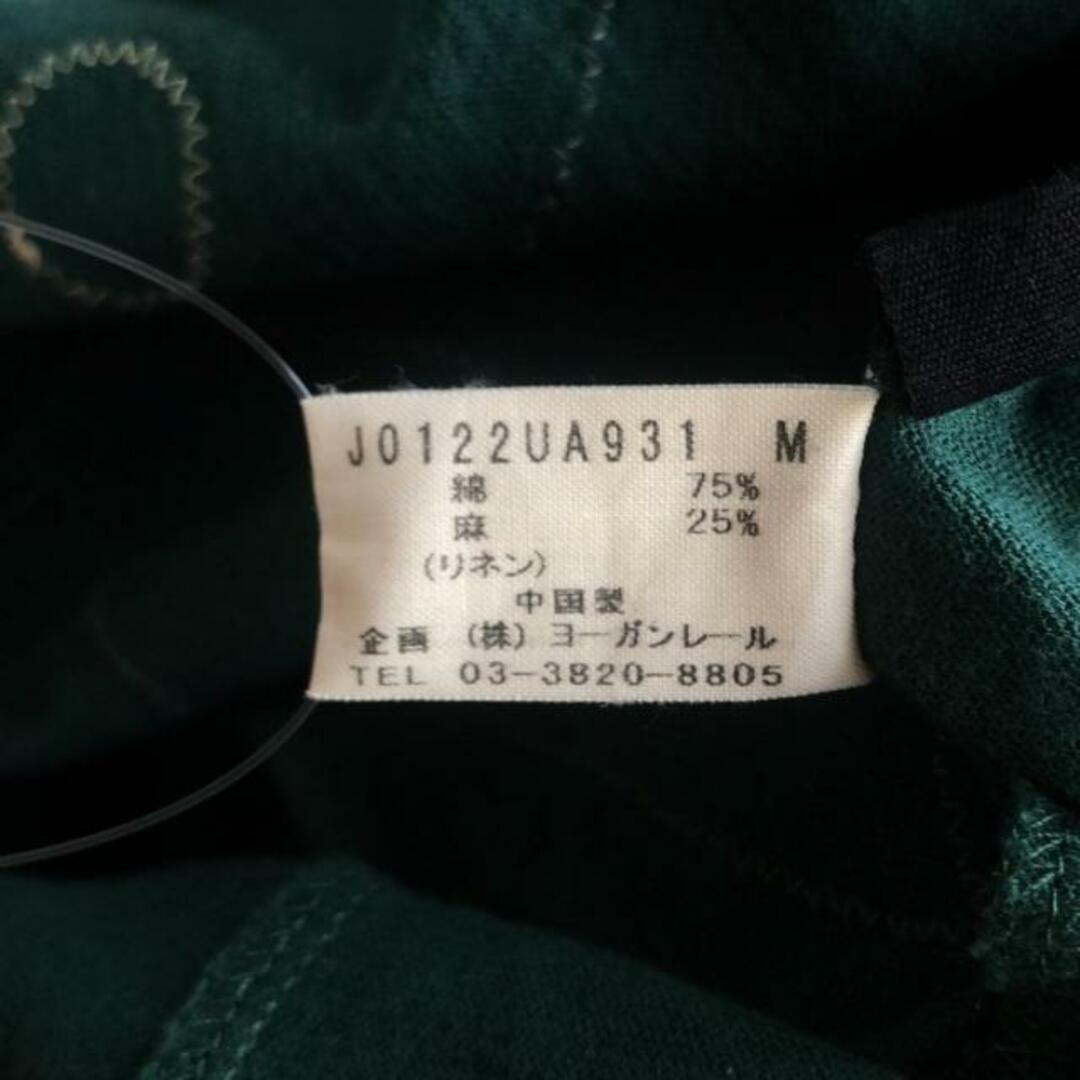 J0122UA931 M
綿 75%
麻 25%
(リネン)
中国製
企画 (株) ヨーガンレール
TEL 03-3820-8805